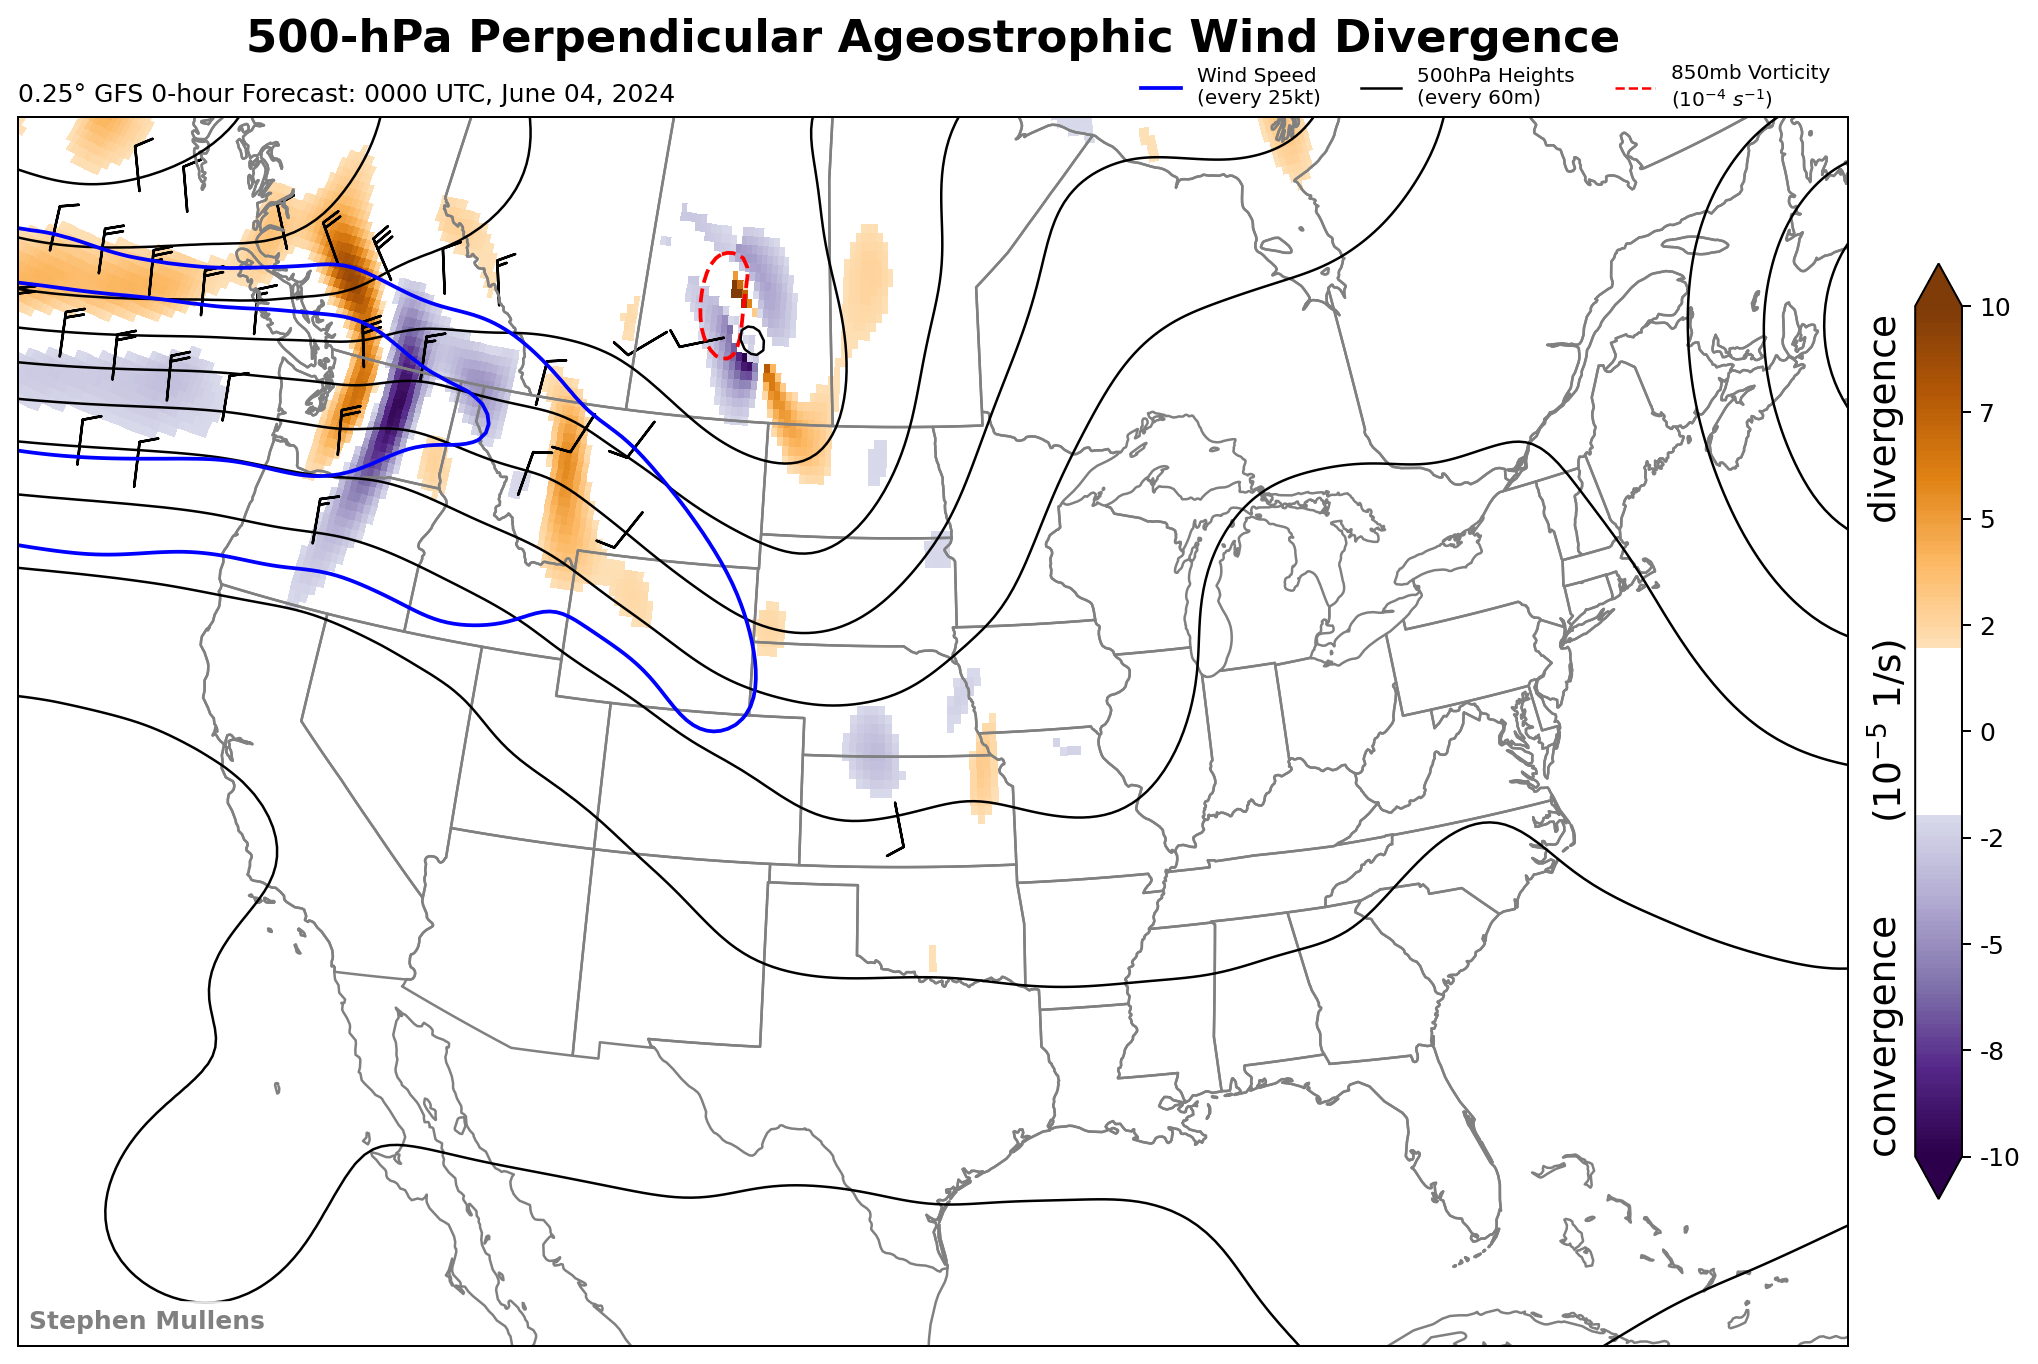 500-hPa Perpendicular Ageostrophic Wind Divergence
0.25° GFS 0-hour Forecast: 0000 UTC, June 04, 2024
Wind Speed
(every 25kt)
500hPa Heights
(every 60m)
850mb Vorticity
(10⁻⁴ s⁻¹)
10
7
5
2
0
-2
-5
-8
-10
convergence (10⁻⁵ 1/s) divergence
Stephen Mullens